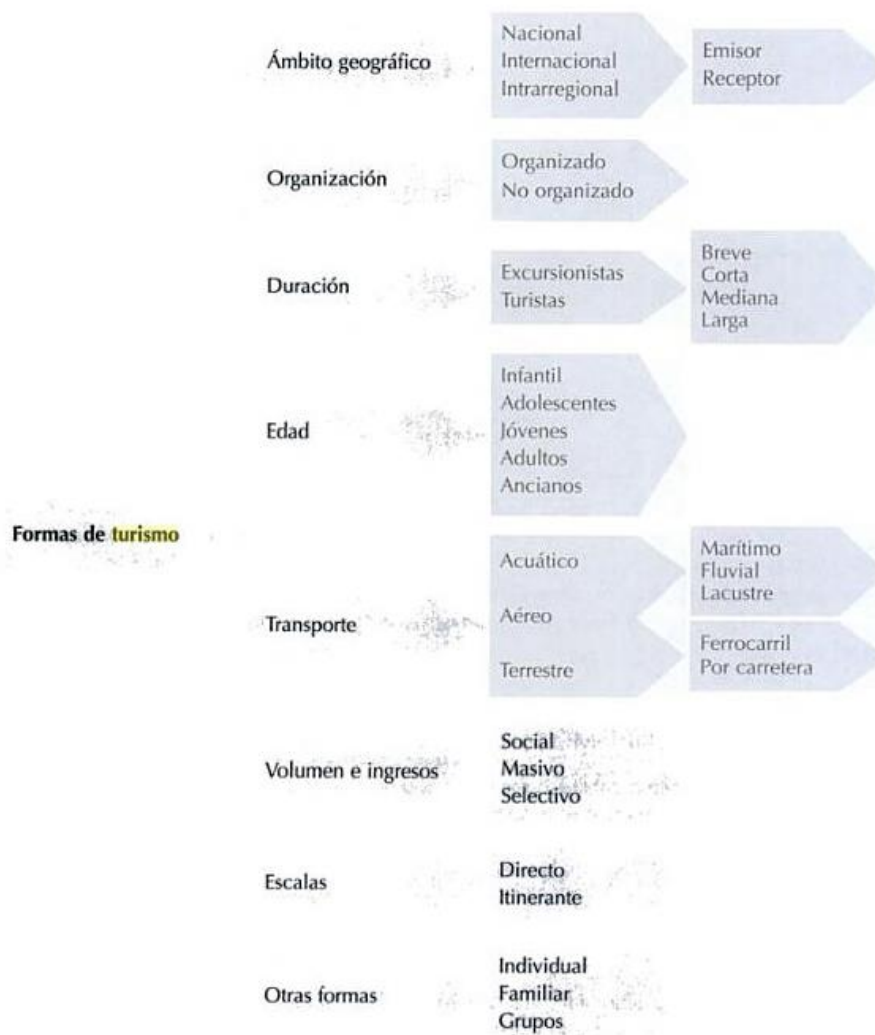 Ámbito geográfico
Nacional
Internacional
Intrarregional
Emisor
Receptor
Organización
Organizado
No organizado
Duración
Excursionistas
Turistas
Breve
Corta
Mediana
Larga
Edad
Infantil
Adolescentes
Jóvenes
Adultos
Ancianos
Formas de turismo
Transporte
Acuático
Aéreo
Terrestre
Marítimo
Fluvial
Lacustre
Ferrocarril
Por carretera
Volumen e ingresos
Social
Masivo
Selectivo
Escalas
Directo
Itinerante
Otras formas
Individual
Familiar
Grupos